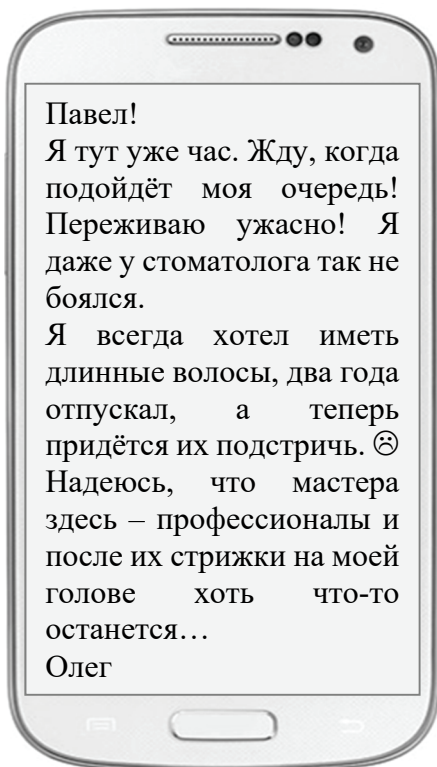 Павел!
Я тут уже час. Жду, когда
подойдёт моя очередь!
Переживаю ужасно! Я
даже у стоматолога так не
боялся.
Я всегда хотел иметь
длинные волосы, два года
отпускал, а теперь
придётся их подстричь. ☹
Надеюсь, что мастера
здесь – профессионалы и
после их стрижки на моей
голове хоть что-то
останется…
Олег